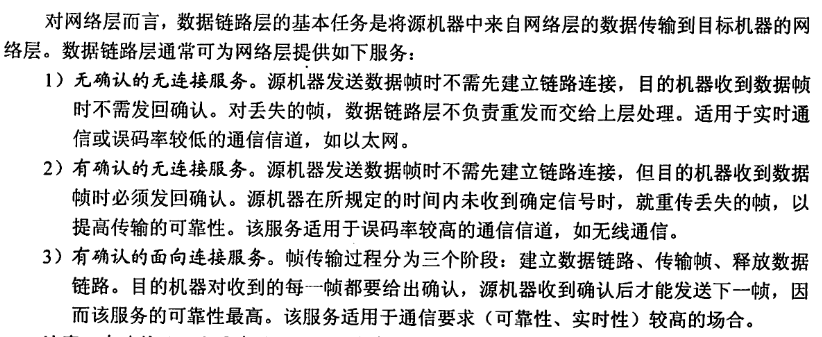 对网络层而言，数据链路层的基本任务是将源机器中来自网络层的数据传输到目标机器的网
络层。数据链路层通常可为网络层提供如下服务：
1）无确认的无连接服务。源机器发送数据帧时不需先建立链路连接，目的机器收到数据帧
时不需发回确认。对丢失的帧，数据链路层不负责重发而交给上层处理。适用于实时通
信或误码率较低的通信信道，如以太网。
2）有确认的无连接服务。源机器发送数据帧时不需先建立链路连接，但目的机器收到数据
帧时必须发回确认。源机器在所规定的时间内未收到确定信号时，就重传丢失的帧，以
提高传输的可靠性。该服务适用于误码率较高的通信信道，如无线通信。
3）有确认的面向连接服务。帧传输过程分为三个阶段：建立数据链路、传输帧、释放数据
链路。目的机器对收到的每一帧都要给出确认，源机器收到确认后才能发送下一帧，因
而该服务的可靠性最高。该服务适用于通信要求（可靠性、实时性）较高的场合。